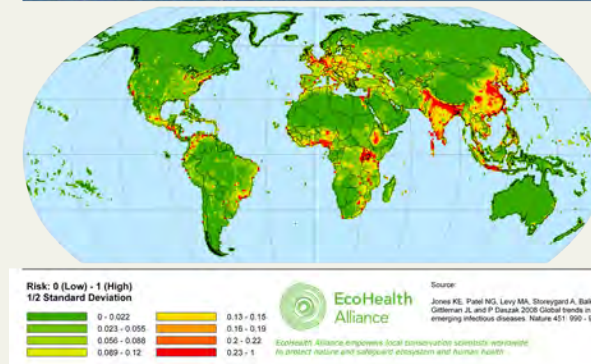 Risk: 0 (Low) - 1 (High)
1/2 Standard Deviation
0 - 0.022
0.023 - 0.055
0.056 - 0.088
0.089 - 0.12
0.13 - 0.15
0.16 - 0.19
0.2 - 0.22
0.23 - 1
EcoHealth
Alliance
EcoHealth Alliance empowers local conservation scientists worldwide
to protect nature and safeguard ecosystem and human health
Source:
Jones KE, Patel NG, Levy MA, Storeygard A, Balk
Gittleman JL and P Daszak 2008 Global trends in
emerging infectious diseases. Nature 451: 990 - 9